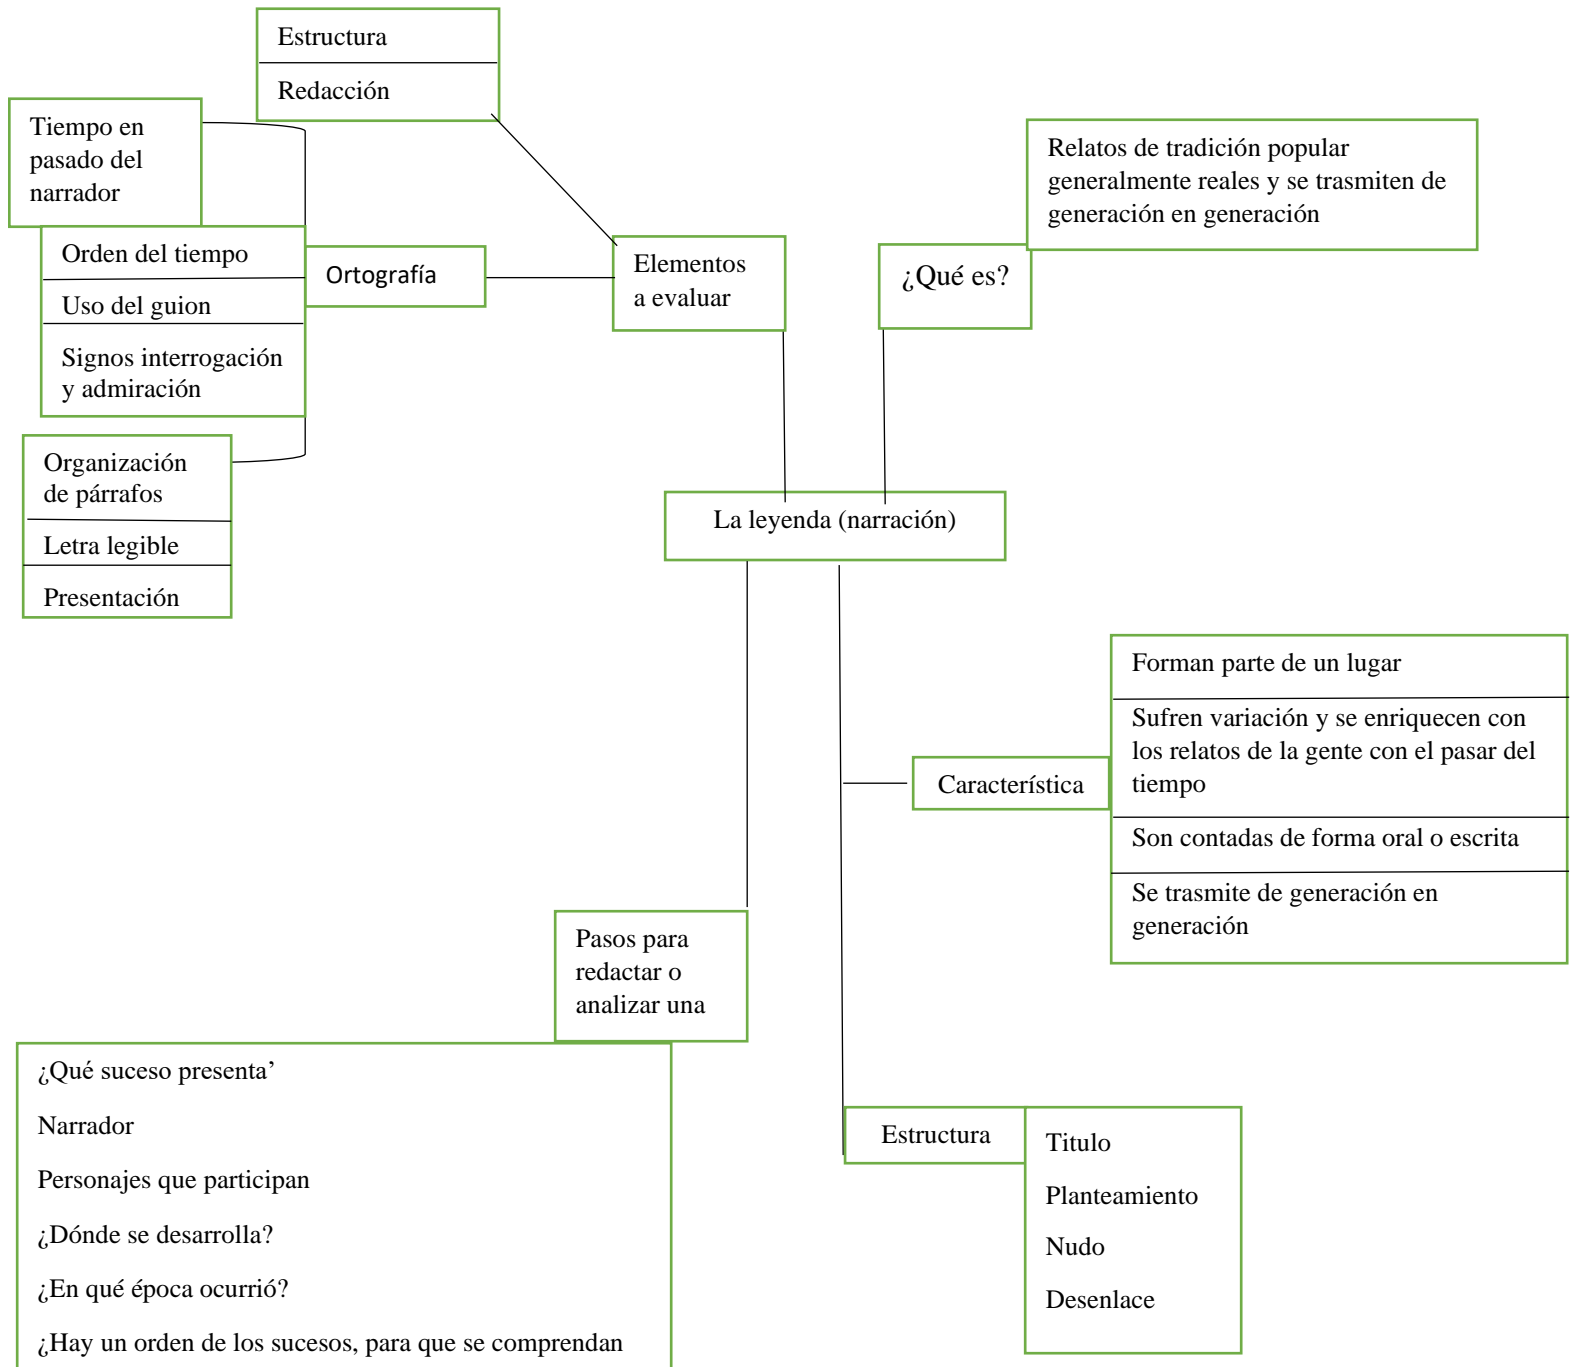 Estructura
Redacción
Tiempo en
pasado del
narrador
Orden del tiempo
Uso del guion
Signos interrogación
y admiración
Ortografía
Organización
de párrafos
Letra legible
Presentación
Elementos
a evaluar
¿Qué es?
Relatos de tradición popular
generalmente reales y se trasmiten de
generación en generación
La leyenda (narración)
Característica
Forman parte de un lugar
Sufren variación y se enriquecen con
los relatos de la gente con el pasar del
tiempo
Son contadas de forma oral o escrita
Se trasmite de generación en
generación
Pasos para
redactar o
analizar una
¿Qué suceso presenta’
Narrador
Personajes que participan
¿Dónde se desarrolla?
¿En qué época ocurrió?
¿Hay un orden de los sucesos, para que se comprendan
Estructura
Titulo
Planteamiento
Nudo
Desenlace